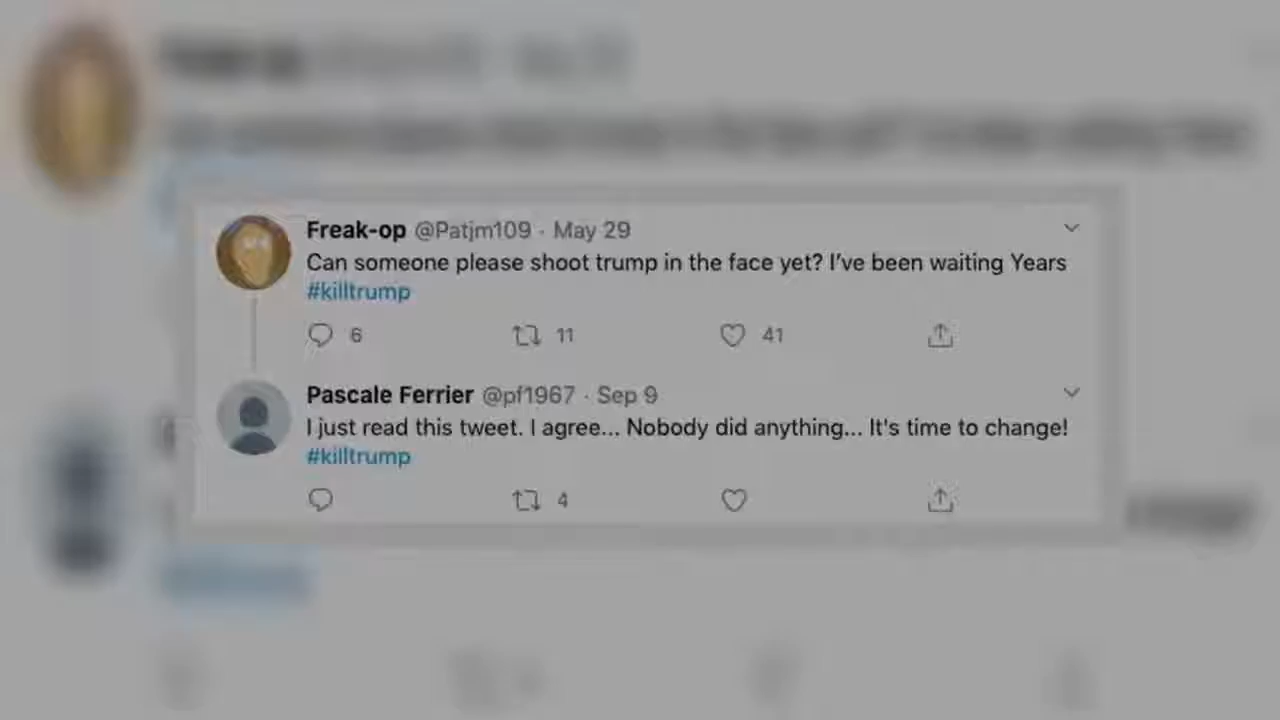 Freak-op @Patjm109 · May 29
Can someone please shoot trump in the face yet? I've been waiting Years
#killtrump
6 11 41
Pascale Ferrier @pf1967 · Sep 9
I just read this tweet. I agree... Nobody did anything... It's time to change!
#killtrump
4